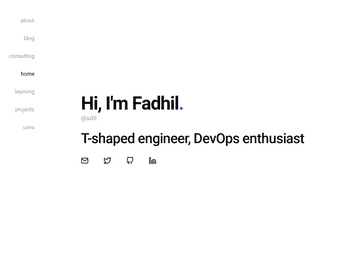 about
blog
consulting
home
learning
projects
uses
Hi, I'm Fadhil.
@sdil
T-shaped engineer, DevOps enthusiast